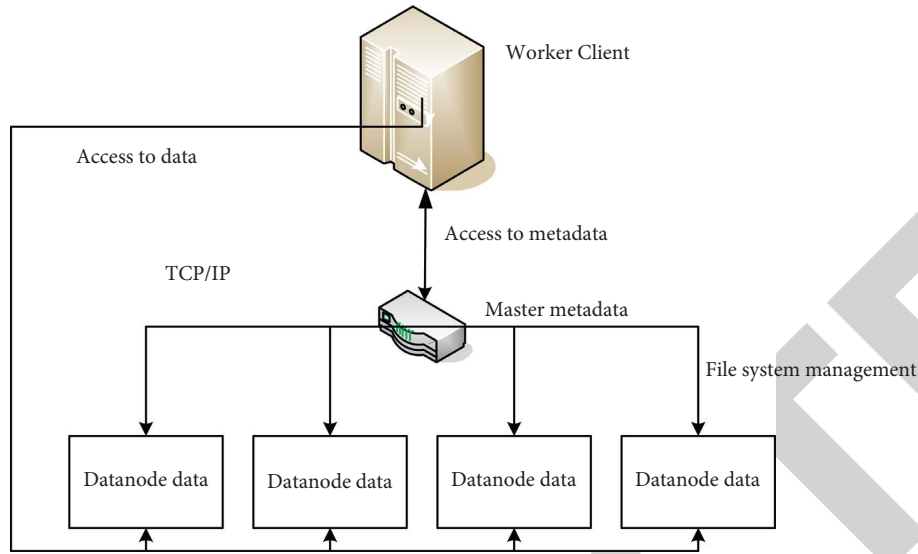 Worker Client
Access to data
Access to metadata
TCP/IP
Master metadata
File system management
Datanode data
Datanode data
Datanode data
Datanode data